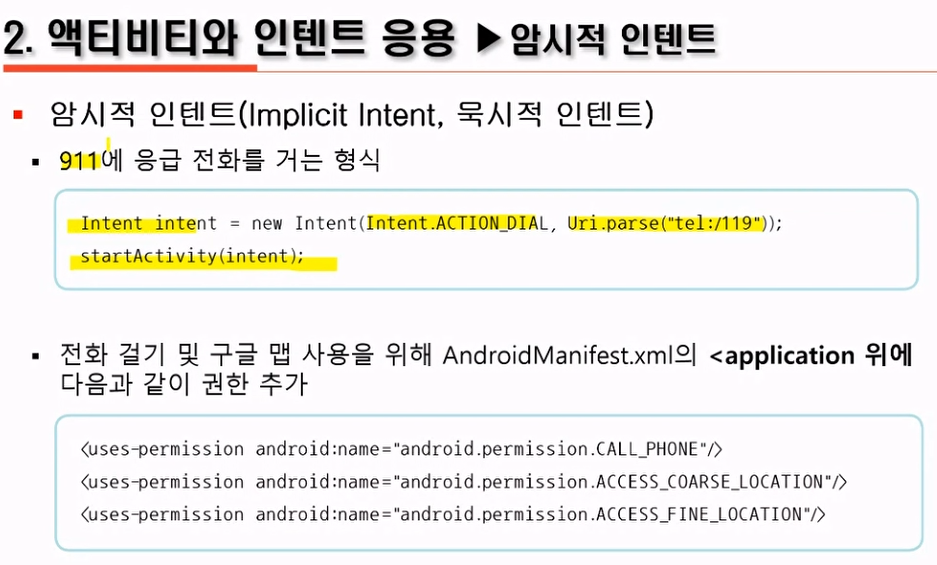 2. 액티비티와 인텐트 응용 ▶암시적 인텐트
▪ 암시적 인텐트(Implicit Intent, 묵시적 인텐트)
▪ 911에 응급 전화를 거는 형식
Intent intent = new Intent(Intent.ACTION_DIAL, Uri.parse("tel:/119"));
startActivity(intent);
▪ 전화 걸기 및 구글 맵 사용을 위해 AndroidManifest.xml의 <application 위에
다음과 같이 권한 추가
<uses-permission android:name="android.permission.CALL_PHONE"/>
<uses-permission android:name="android.permission.ACCESS_COARSE_LOCATION"/>
<uses-permission android:name="android.permission.ACCESS_FINE_LOCATION"/>